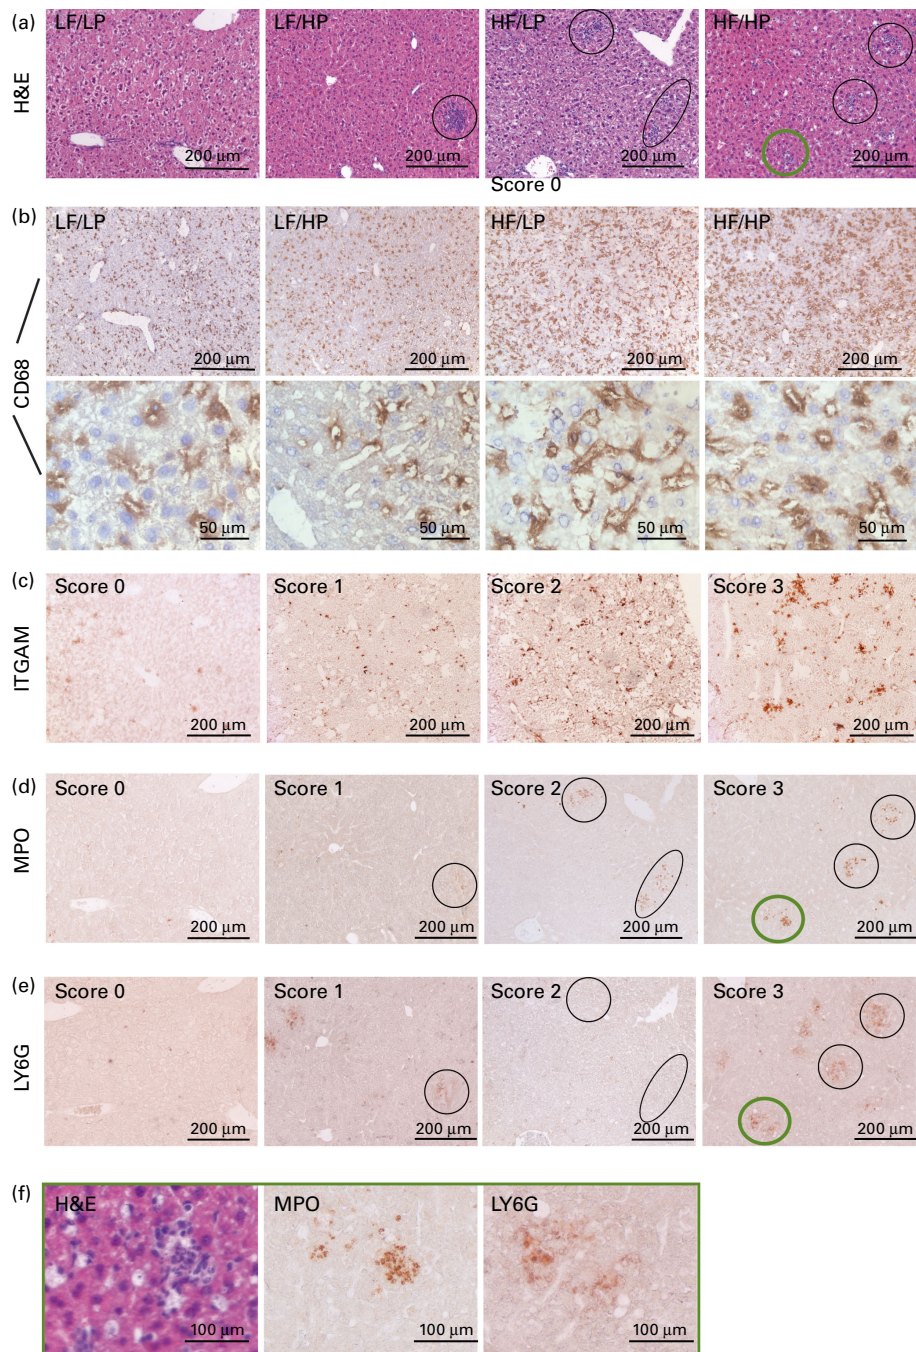 (a)
H&E
LF/LP
LF/HP
HF/LP
HF/HP
200 µm
200 µm
200 µm
200 µm
Score 0
(b)
CD68
LF/LP
LF/HP
HF/LP
HF/HP
200 µm
200 µm
200 µm
200 µm
50 µm
50 µm
50 µm
50 µm
(c)
ITGAM
Score 0
Score 1
Score 2
Score 3
200 µm
200 µm
200 µm
200 µm
(d)
MPO
Score 0
Score 1
Score 2
Score 3
200 µm
200 µm
200 µm
200 µm
(e)
LY6G
Score 0
Score 1
Score 2
Score 3
200 µm
200 µm
200 µm
200 µm
(f)
H&E
MPO
LY6G
100 µm
100 µm
100 µm